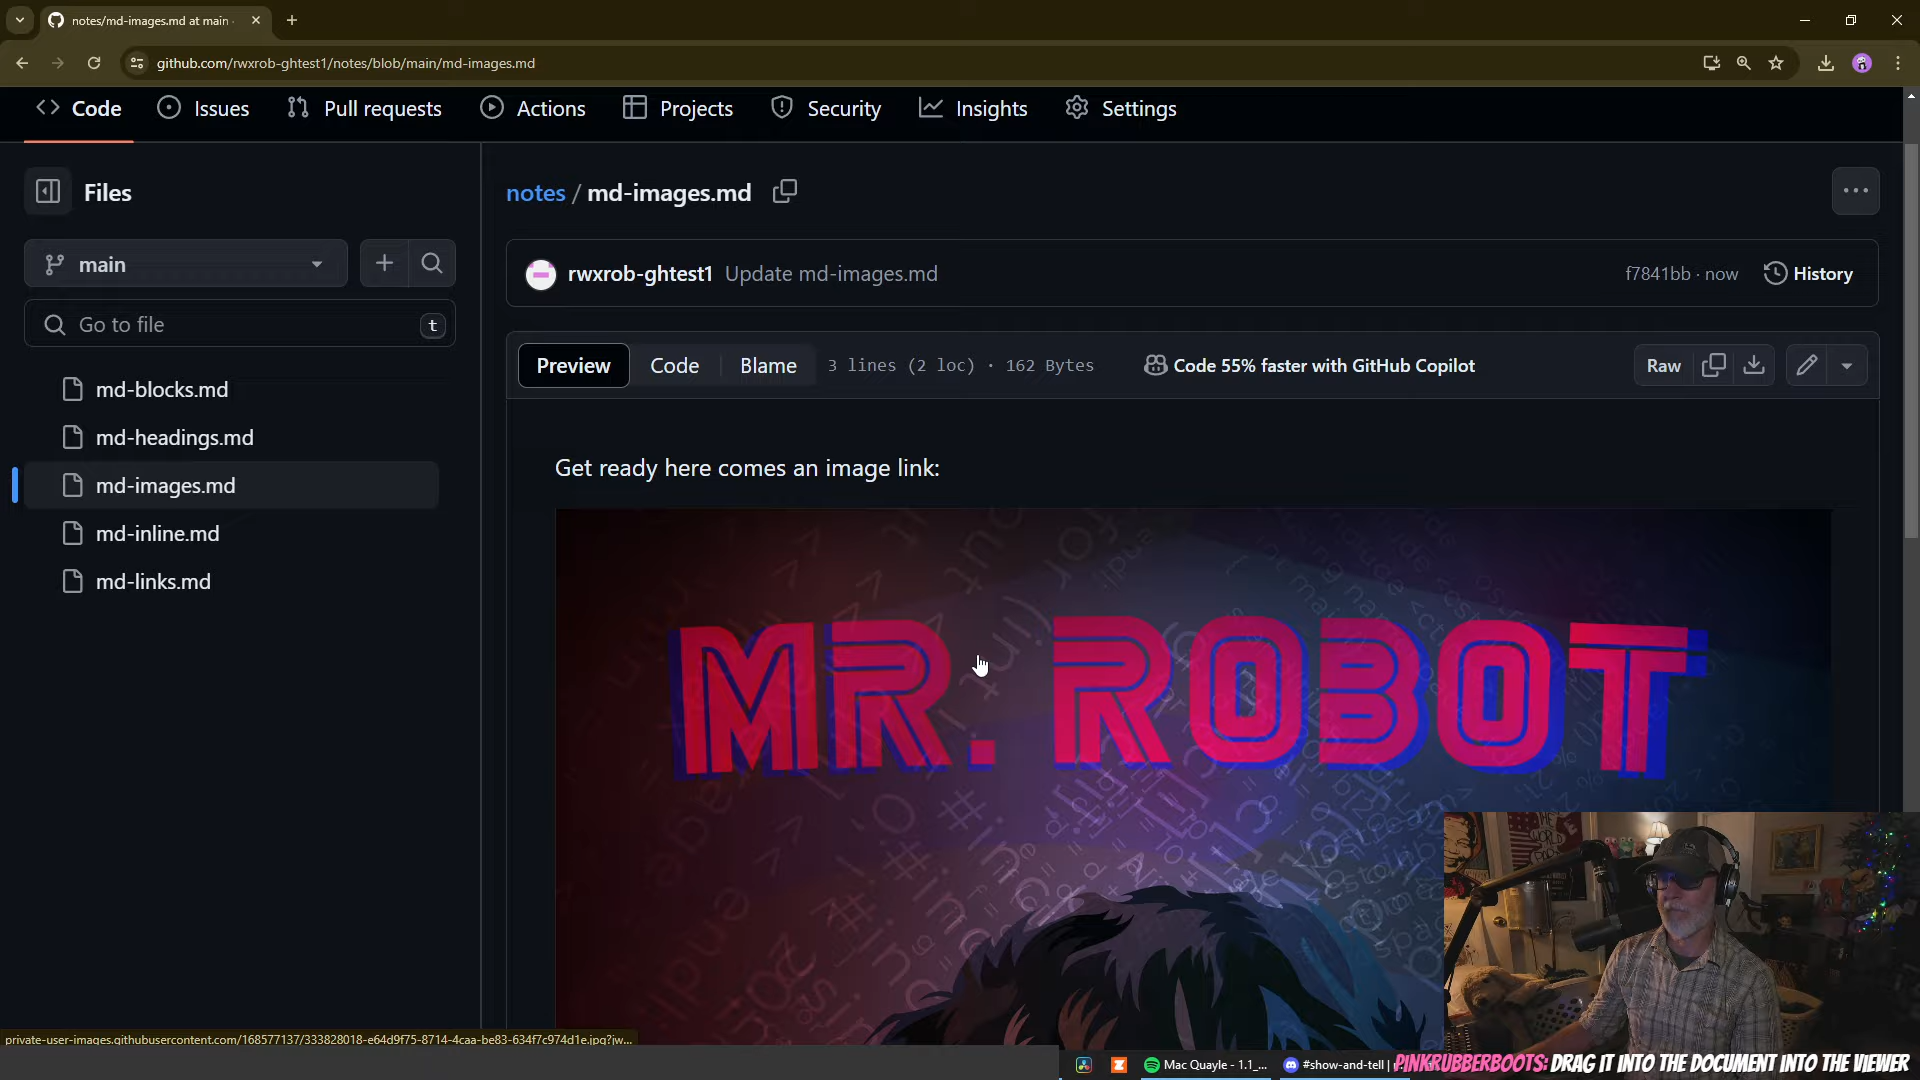 notes/md-images.md at main
github.com/rwxrob-ghtest1/notes/blob/main/md-images.md
Code
Issues
Pull requests
Actions
Projects
Security
Insights
Settings
Files
main
Go to file
t
md-blocks.md
md-headings.md
md-images.md
md-inline.md
md-links.md
notes / md-images.md
rwxrob-ghtest1 Update md-images.md
f7841bb · now
History
Preview
Code
Blame
3 lines (2 loc) · 162 Bytes
Code 55% faster with GitHub Copilot
Raw
Get ready here comes an image link:
MR. ROBOT
private-user-images.githubusercontent.com/168577137/333828018-e64d9f75-8714-4caa-be83-634f7c974d1e.jpg?jw...
Mac Quayle - 1.1_...
#show-and-tell |
PINKRUBBERBOOTS: DRAG IT INTO THE DOCUMENT INTO THE VIEWER